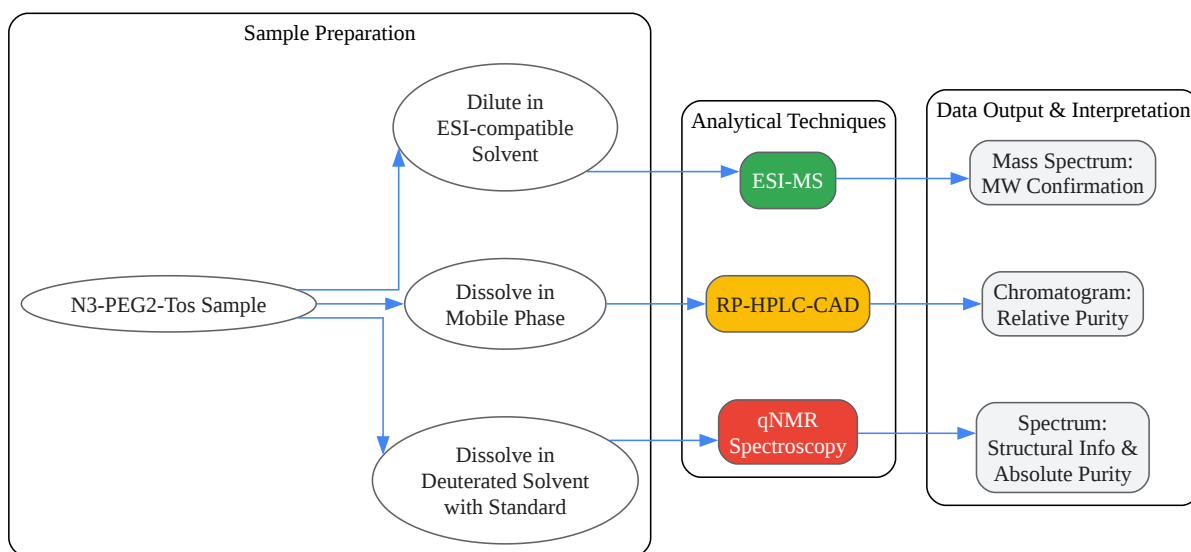 Sample Preparation
Dilute in
ESI-compatible
Solvent
N3-PEG2-Tos Sample
Dissolve in
Mobile Phase
Dissolve in
Deuterated Solvent
with Standard
Analytical Techniques
ESI-MS
RP-HPLC-CAD
qNMR
Spectroscopy
Data Output & Interpretation
Mass Spectrum:
MW Confirmation
Chromatogram:
Relative Purity
Spectrum:
Structural Info &
Absolute Purity